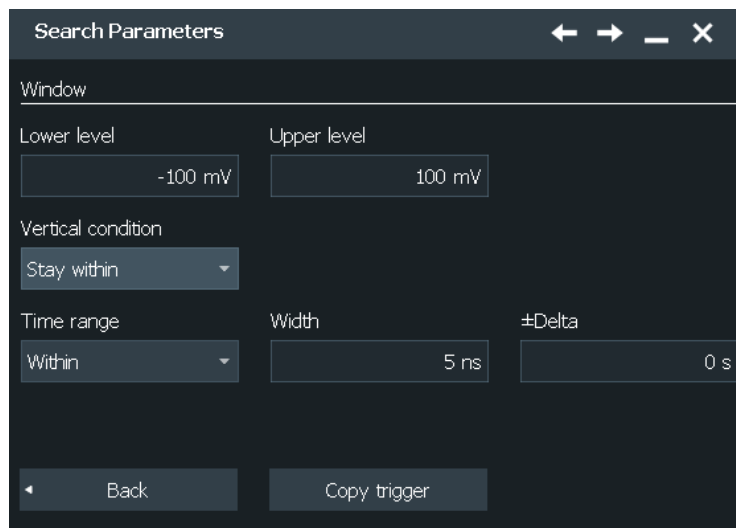 Search Parameters
Window
Lower level Upper level
-100 mV 100 mV
Vertical condition
Stay within
Time range Width ±Delta
Within 5 ns 0 s
Back Copy trigger